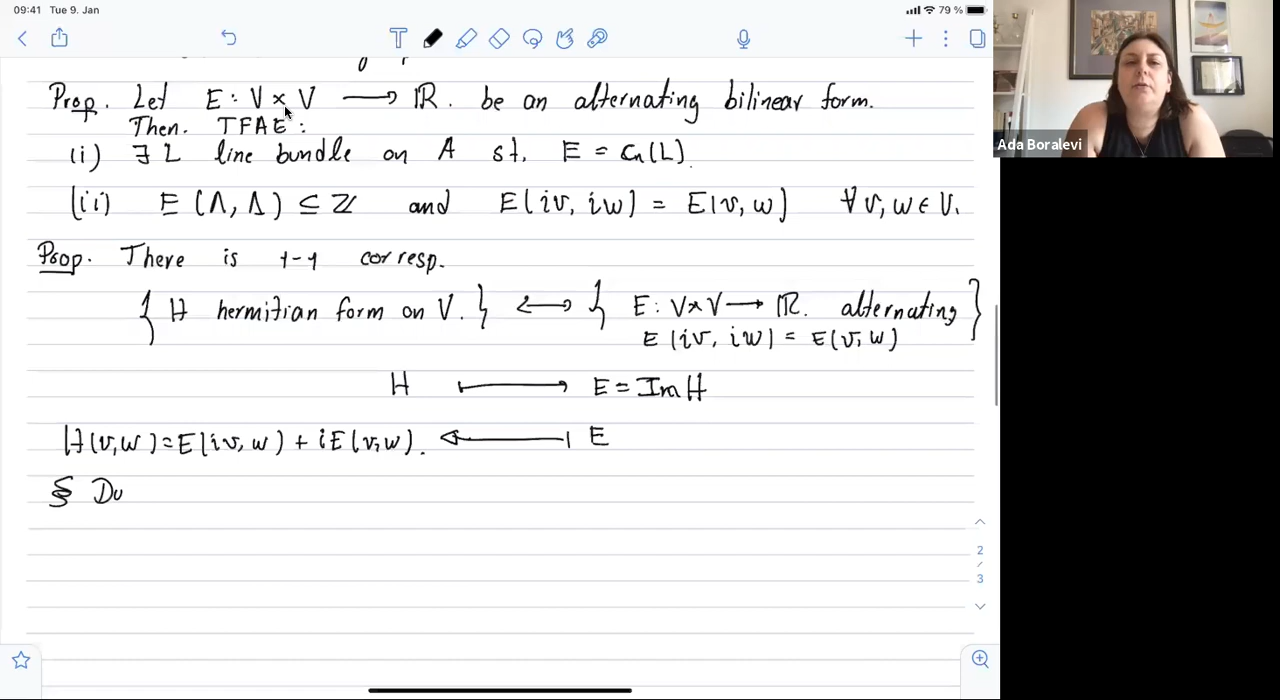 09:41 Tue 9. Jan
79 %
Prop. Let E : V × V ⟶ ℝ. be an alternating bilinear form.
Then. TFAE :
(i) ∃ L line bundle on A st. E = c₁(L).
(ii) E (Λ, Λ) ⊆ ℤ and E(iv, iw) = E(v, w) ∀ v, w ∈ V.
Prop. There is 1-1 corresp.
{ H hermitian form on V. } ⟷ { E : V×V ⟶ ℝ. alternating }
E (iv, iw) = E(v, w)
H ⟼ E = Im H
H(v, w) = E(iv, w) + iE(v, w). ⟻ E
§ Du
2
/
3
Ada Boralevi